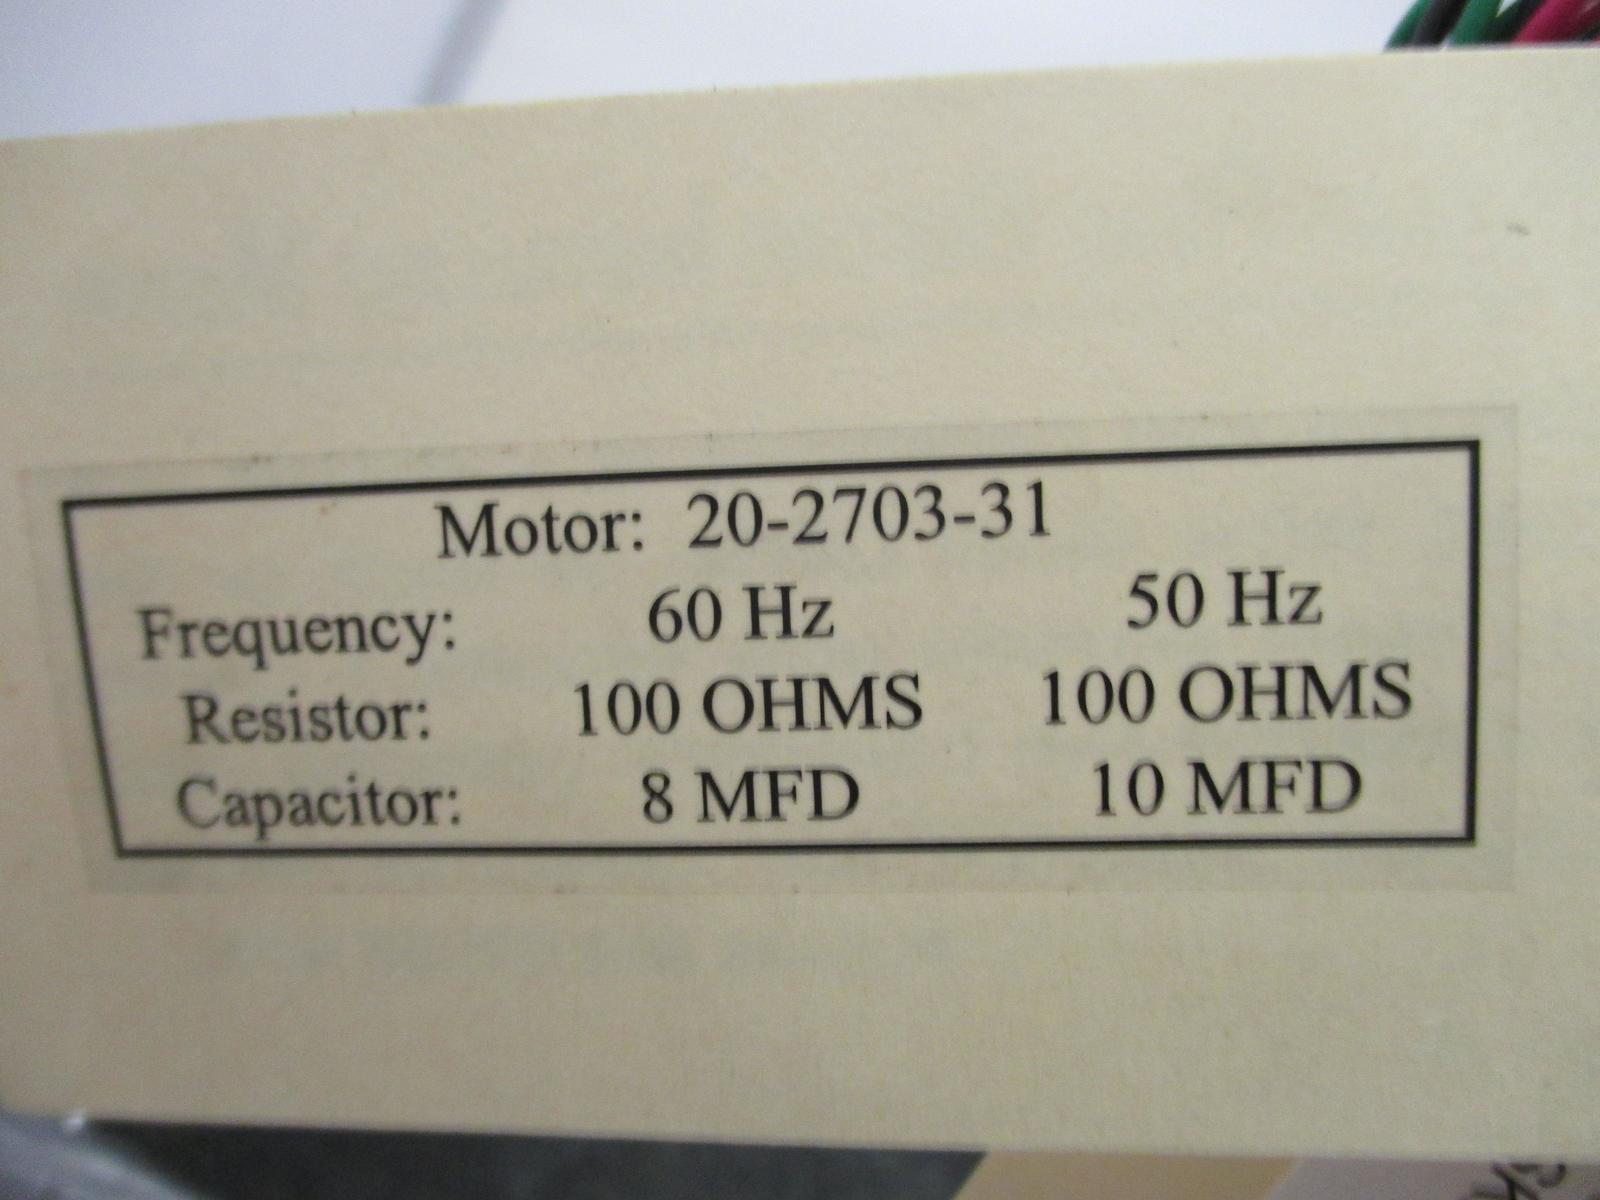 Motor: 20-2703-31
Frequency: 60 Hz 50 Hz
Resistor: 100 OHMS 100 OHMS
Capacitor: 8 MFD 10 MFD